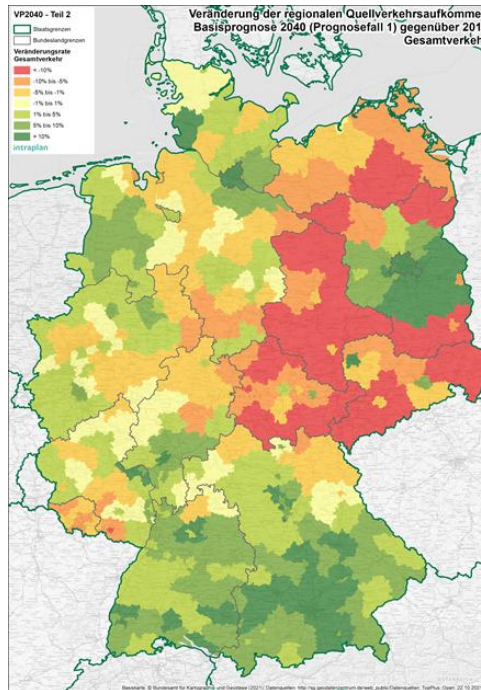 VP2040 - Teil 2
Staatsgrenzen
Bundeslandgrenzen
Veränderungsrate
Gesamtverkehr
< -10%
-10% bis -5%
-5% bis -1%
-1% bis 1%
1% bis 5%
5% bis 10%
> 10%
intraplan
Veränderung der regionalen Quellverkehrsaufkomme
Basisprognose 2040 (Prognosefall 1) gegenüber 201
Gesamtverkeh